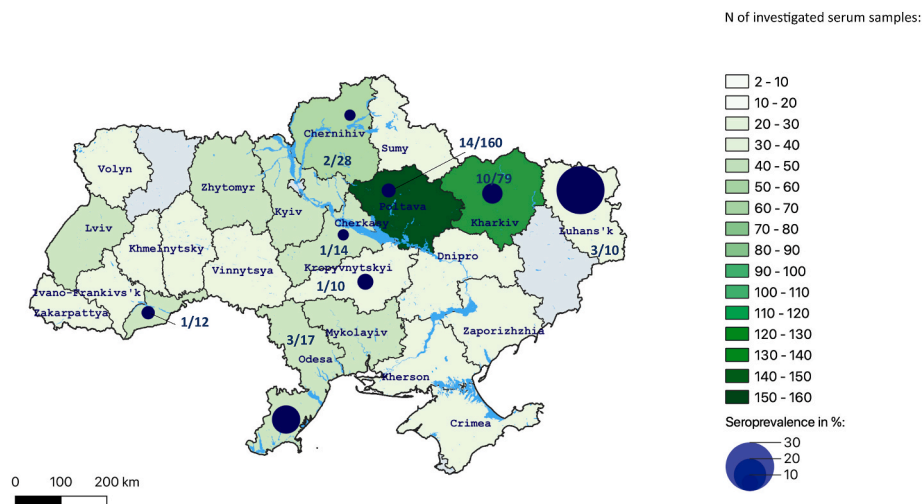 N of investigated serum samples:
2 - 10
10 - 20
20 - 30
30 - 40
40 - 50
50 - 60
60 - 70
70 - 80
80 - 90
90 - 100
100 - 110
110 - 120
120 - 130
130 - 140
140 - 150
150 - 160
Seroprevalence in %:
30
20
10
Chernihiv
2/28
Sumy
14/160
Volyn
Zhytomyr
Kyiv
Poltava
10/79
Kharkiv
Luhans'k
3/10
Lviv
Cherkasy
1/14
Khmelnytsky
Vinnytsya
Kropyvnytskyi
1/10
Dnipro
Ivano-Frankivs'k
Zakarpattya
1/12
3/17
Odesa
Mykolayiv
Zaporizhzhia
Kherson
Crimea
0 100 200 km